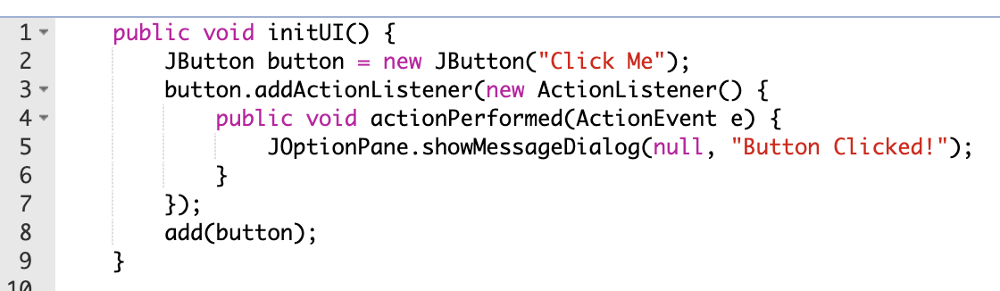 1 public void initUI() {
2 JButton button = new JButton("Click Me");
3 button.addActionListener(new ActionListener() {
4 public void actionPerformed(ActionEvent e) {
5 JOptionPane.showMessageDialog(null, "Button Clicked!");
6 }
7 });
8 add(button);
9 }
10